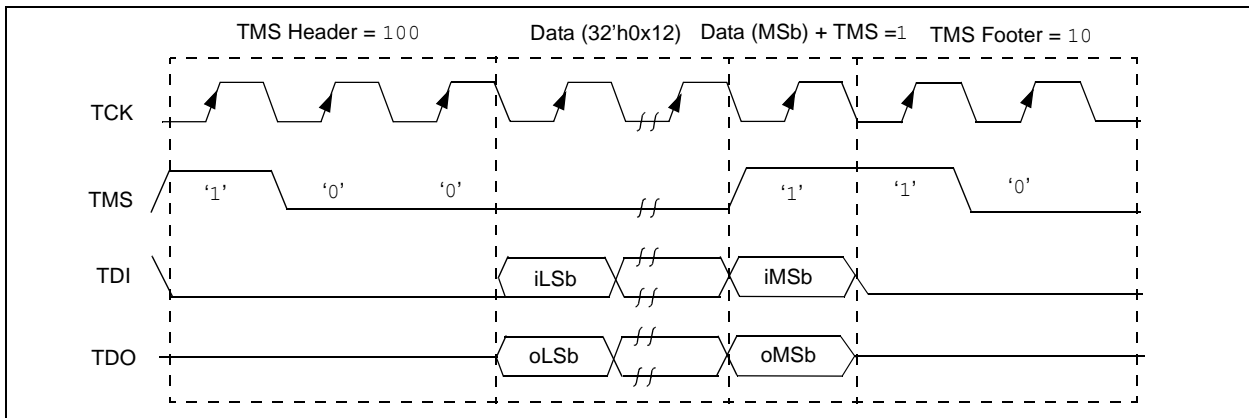 TMS Header = 100 Data (32'h0x12) Data (MSb) + TMS =1 TMS Footer = 10
TCK
TMS ‘1’ ‘0’ ‘0’ ‘1’ ‘1’ ‘0’
TDI iLSb iMSb
TDO oLSb oMSb